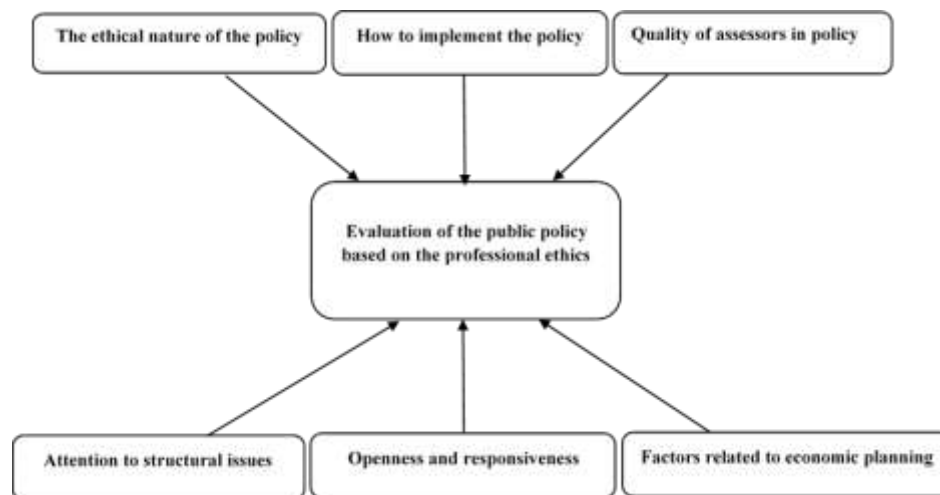 The ethical nature of the policy
How to implement the policy
Quality of assessors in policy
Evaluation of the public policy
based on the professional ethics
Attention to structural issues
Openness and responsiveness
Factors related to economic planning